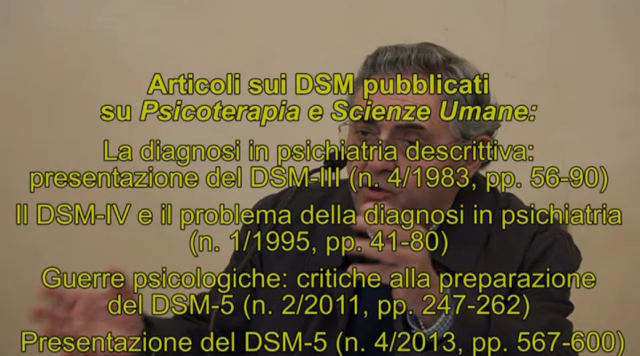 Articoli sui DSM pubblicati
su Psicoterapia e Scienze Umane:
La diagnosi in psichiatria descrittiva:
presentazione del DSM-III (n. 4/1983, pp. 56-90)
Il DSM-IV e il problema della diagnosi in psichiatria
(n. 1/1995, pp. 41-80)
Guerre psicologiche: critiche alla preparazione
del DSM-5 (n. 2/2011, pp. 247-262)
Presentazione del DSM-5 (n. 4/2013, pp. 567-600)